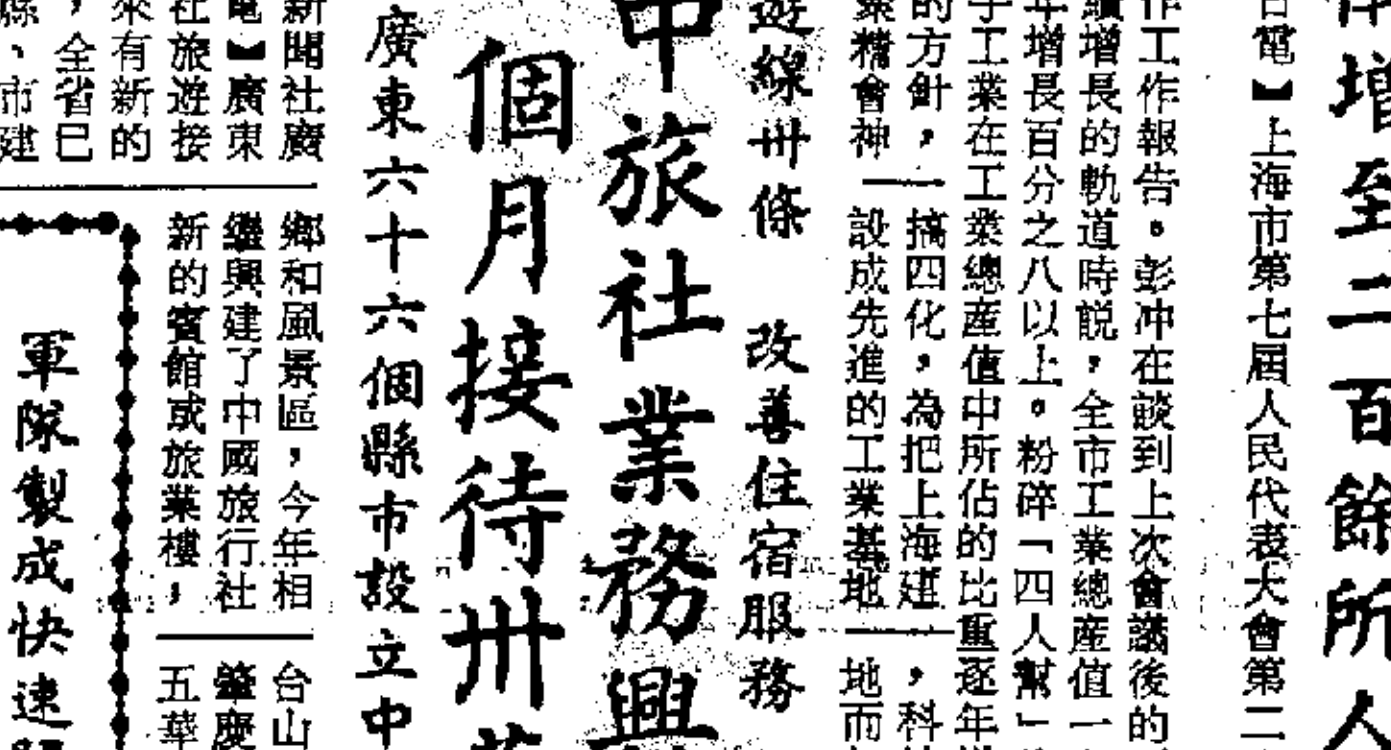 增至二百餘所人
日電】上海市第七屆人民代表大會第二
作工作報告。彭冲在談到上次會議後的
續增長的軌道時説，全市工業總産值一
年增長百分之八以上。粉碎「四人幫」
手工業在工業總産值中所佔的比重逐年
的方針，
業精會神
搞四化，為把上海建
設成先進的工業基地
，科
地而
遊線卅條 改善住宿服務
中旅社業務興
個月接待卅
廣東六十六個縣市設立中
新聞社廣
電】廣東
社旅遊接
來有新的
，全省已
縣、市建
鄉和風景區，今年相
繼興建了中國旅行社
新的賓館或旅業樓，
台山
肇慶
五華
軍隊製成快速